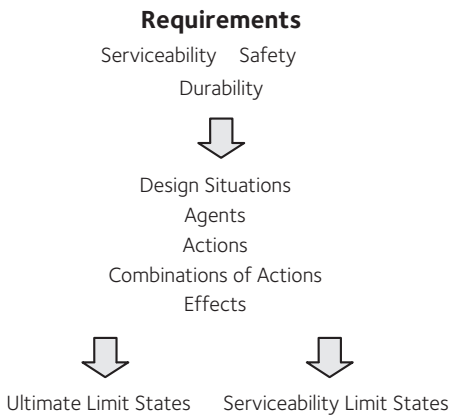 Requirements
Serviceability Safety
Durability
Design Situations
Agents
Actions
Combinations of Actions
Effects
Ultimate Limit States Serviceability Limit States